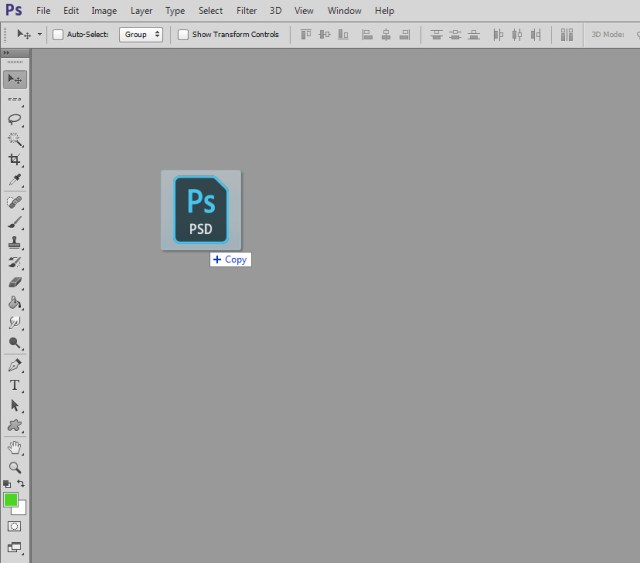 Ps File Edit Image Layer Type Select Filter 3D View Window Help
Auto-Select: Group Show Transform Controls 3D Mode:
Ps
PSD
+ Copy
T